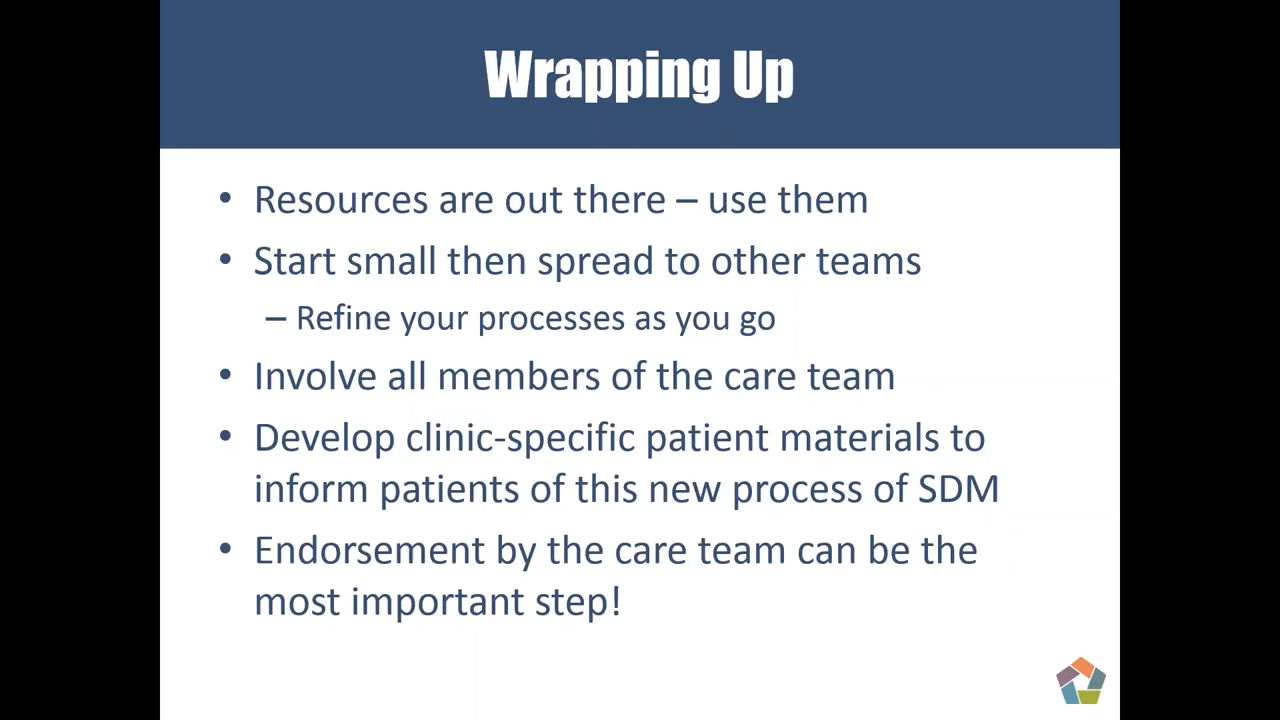 Wrapping Up
• Resources are out there – use them
• Start small then spread to other teams
– Refine your processes as you go
• Involve all members of the care team
• Develop clinic-specific patient materials to
inform patients of this new process of SDM
• Endorsement by the care team can be the
most important step!